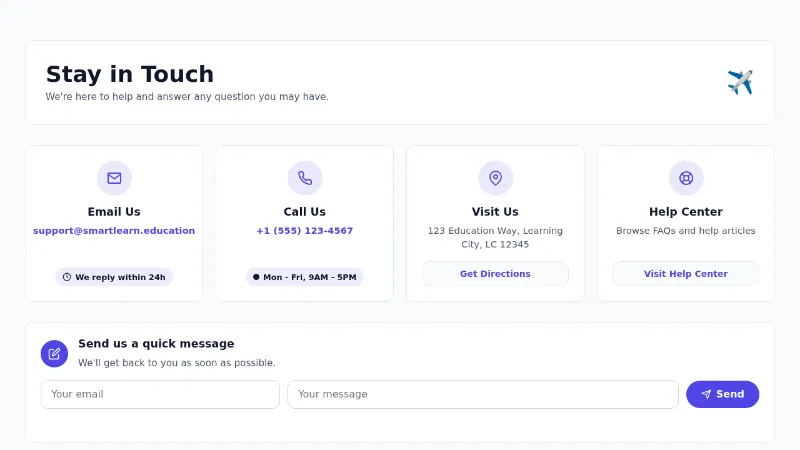 Stay in Touch
We're here to help and answer any question you may have.
Email Us
support@smartlearn.education
We reply within 24h
Call Us
+1 (555) 123-4567
Mon - Fri, 9AM - 5PM
Visit Us
123 Education Way, Learning
City, LC 12345
Get Directions
Help Center
Browse FAQs and help articles
Visit Help Center
Send us a quick message
We'll get back to you as soon as possible.
Your email
Your message
Send